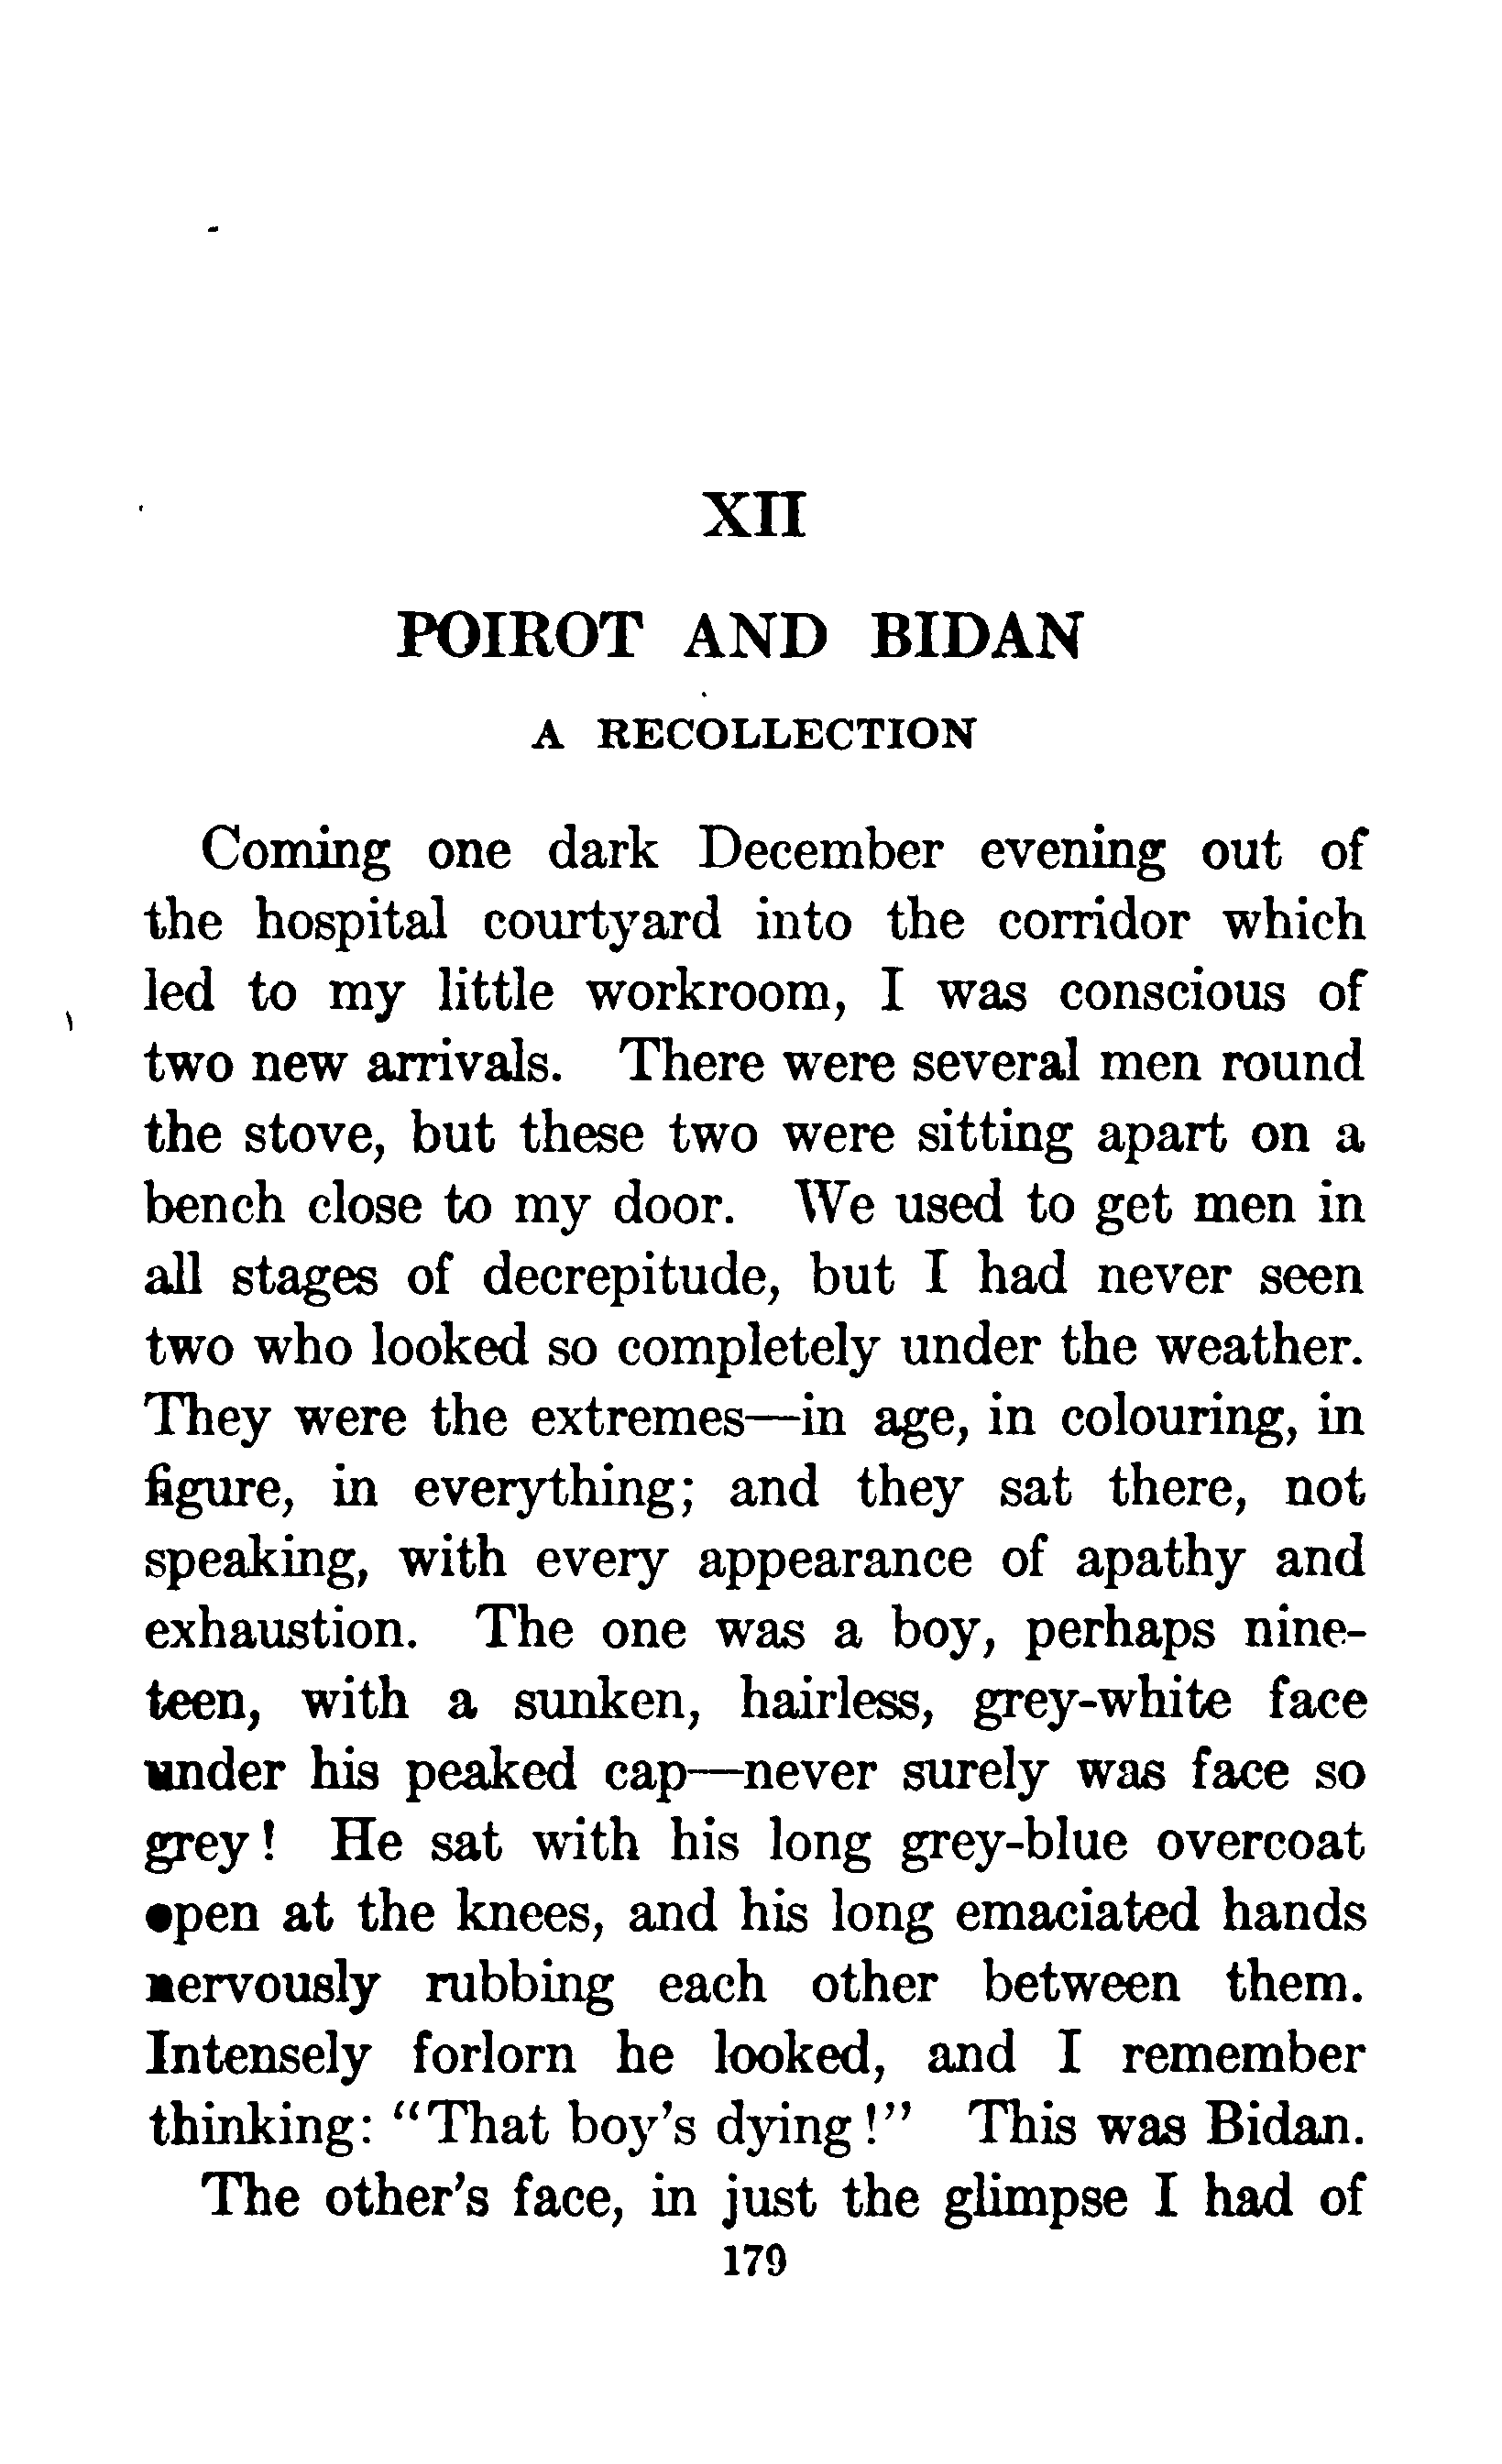 XII
POIROT AND BIDAN
A RECOLLECTION
Coming one dark December evening out of
the hospital courtyard into the corridor which
led to my little workroom, I was conscious of
two new arrivals. There were several men round
the stove, but these two were sitting apart on a
bench close to my door. We used to get men in
all stages of decrepitude, but I had never seen
two who looked so completely under the weather.
They were the extremes—in age, in colouring, in
figure, in everything; and they sat there, not
speaking, with every appearance of apathy and
exhaustion. The one was a boy, perhaps nine-
teen, with a sunken, hairless, grey-white face
under his peaked cap—never surely was face so
grey! He sat with his long grey-blue overcoat
open at the knees, and his long emaciated hands
nervously rubbing each other between them.
Intensely forlorn he looked, and I remember
thinking: "That boy's dying!" This was Bidan.
The other's face, in just the glimpse I had of
179